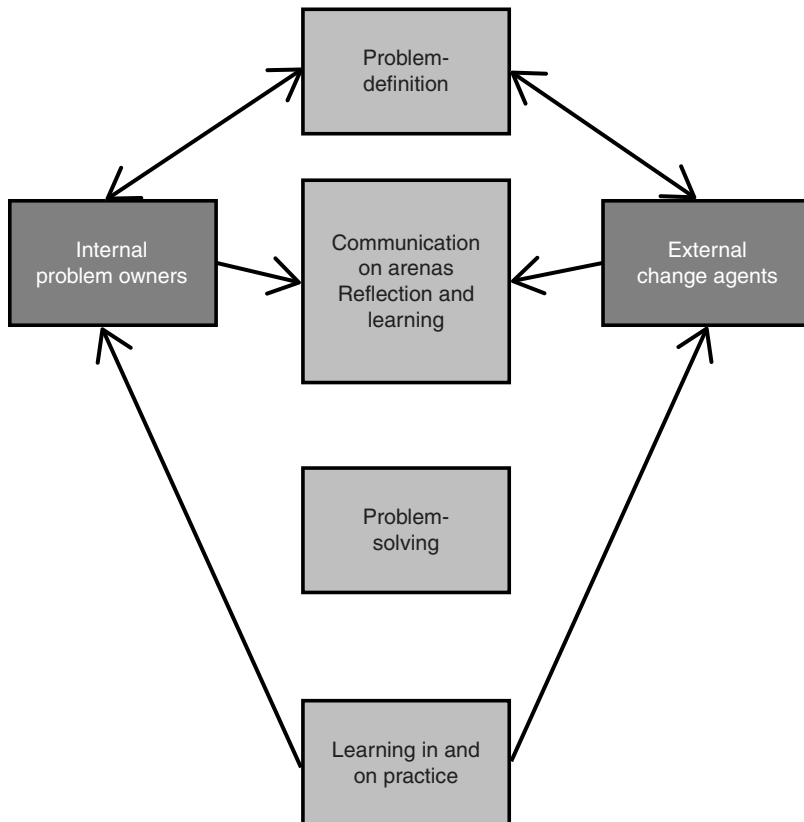 Problem-
definition
Internal
problem owners
Communication
on arenas
Reflection and
learning
External
change agents
Problem-
solving
Learning in and
on practice